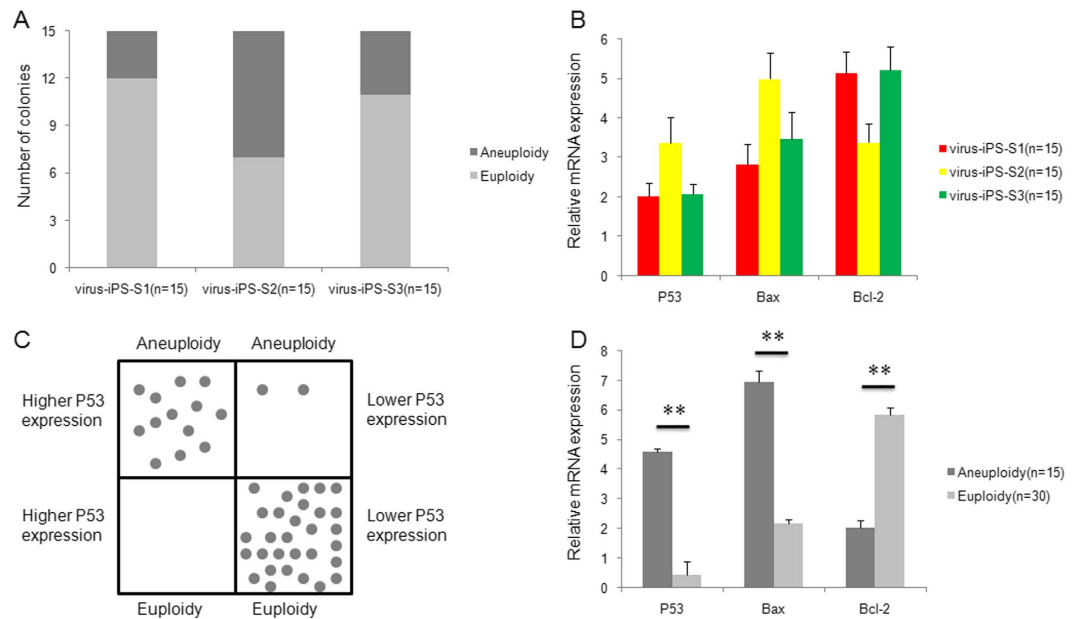 A
Number of colonies
15
12
9
6
3
0
virus-iPS-S1(n=15)
virus-iPS-S2(n=15)
virus-iPS-S3(n=15)
Aneuploidy
Euploidy
B
Relative mRNA expression
6
5
4
3
2
1
0
P53
Bax
Bcl-2
virus-iPS-S1(n=15)
virus-iPS-S2(n=15)
virus-iPS-S3(n=15)
C
Aneuploidy
Aneuploidy
Higher P53
expression
Lower P53
expression
Higher P53
expression
Lower P53
expression
Euploidy
Euploidy
D
Relative mRNA expression
8
7
6
5
4
3
2
1
0
**
**
**
P53
Bax
Bcl-2
Aneuploidy(n=15)
Euploidy(n=30)